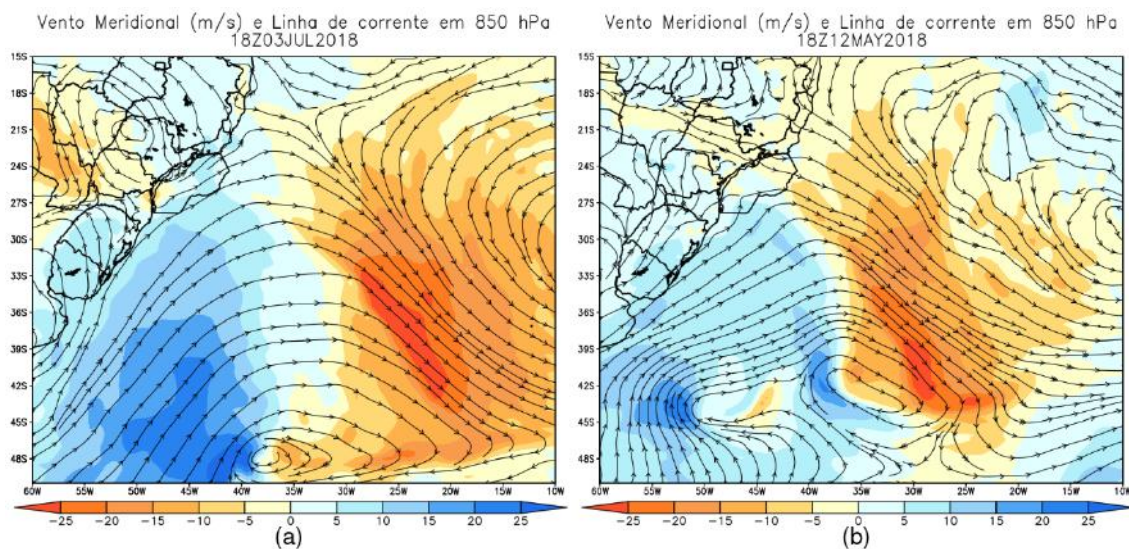 Vento Meridional (m/s) e Linha de corrente em 850 hPa
18Z03JUL2018
15S
18S
21S
24S
27S
30S
33S
36S
39S
42S
45S
48S
60W 55W 50W 45W 40W 35W 30W 25W 20W 15W 10W
−25 −20 −15 −10 −5 0 5 10 15 20 25
(a)
Vento Meridional (m/s) e Linha de corrente em 850 hPa
18Z12MAY2018
15S
18S
21S
24S
27S
30S
33S
36S
39S
42S
45S
48S
60W 55W 50W 45W 40W 35W 30W 25W 20W 15W 10W
−25 −20 −15 −10 −5 0 5 10 15 20 25
(b)